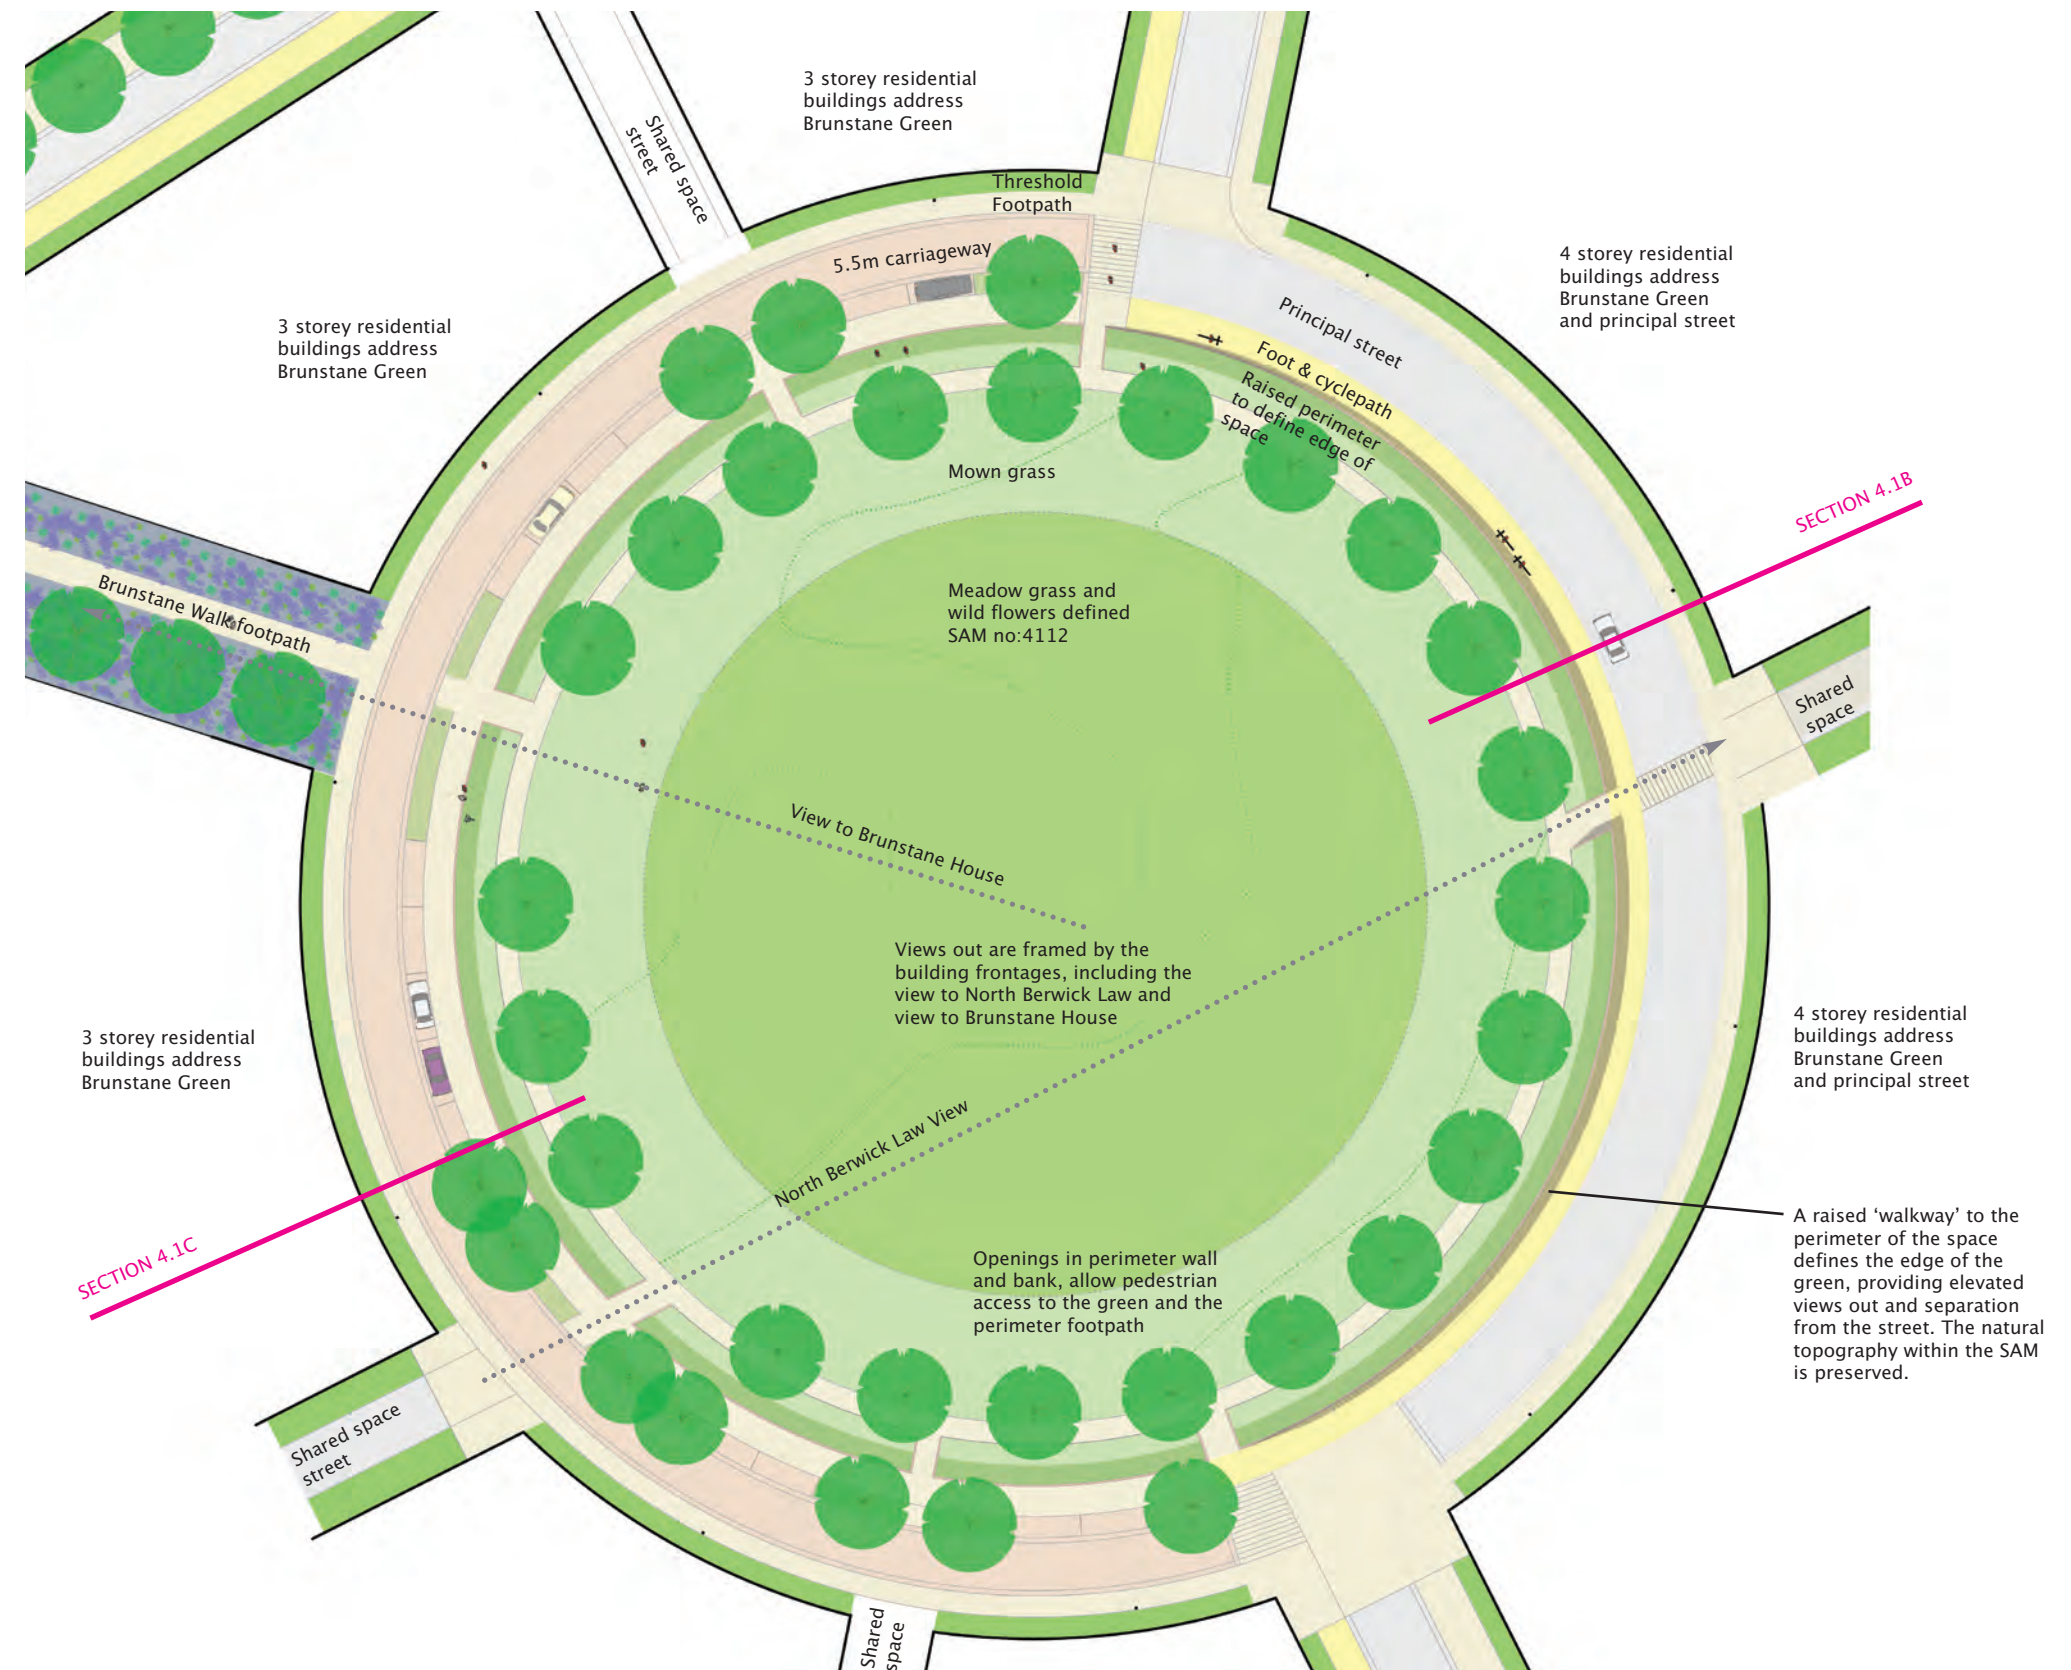 3 storey residential
buildings address
Brunstane Green
Shared space
street
Threshold
Footpath
5.5m carriageway
4 storey residential
buildings address
Brunstane Green
and principal street
Principal street
3 storey residential
buildings address
Brunstane Green
Foot & cyclepath
Raised perimeter
to define edge of
space
Mown grass
SECTION 4.1B
Brunstane Walk footpath
Meadow grass and
wild flowers defined
SAM no:4112
Shared
space
View to Brunstane House
Views out are framed by the
building frontages, including the
view to North Berwick Law and
view to Brunstane House
3 storey residential
buildings address
Brunstane Green
4 storey residential
buildings address
Brunstane Green
and principal street
North Berwick Law View
SECTION 4.1C
Openings in perimeter wall
and bank, allow pedestrian
access to the green and the
perimeter footpath
A raised ‘walkway’ to the
perimeter of the space
defines the edge of the
green, providing elevated
views out and separation
from the street. The natural
topography within the SAM
is preserved.
Shared space
street
Shared
space